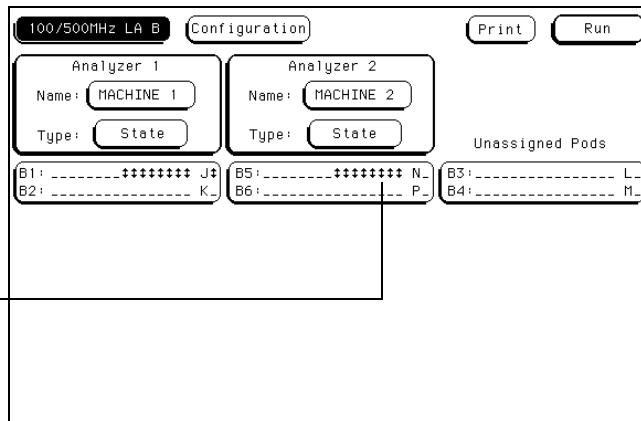 100/500MHz LA B Configuration Print Run
Analyzer 1 Analyzer 2
Name: MACHINE 1 Name: MACHINE 2
Type: State Type: State Unassigned Pods
B1: ________‡‡‡‡‡‡‡‡ J‡ B5: ________‡‡‡‡‡‡‡‡ N_ B3: ________________ L_
B2: ________________ K_ B6: ________________ P_ B4: ________________ M_